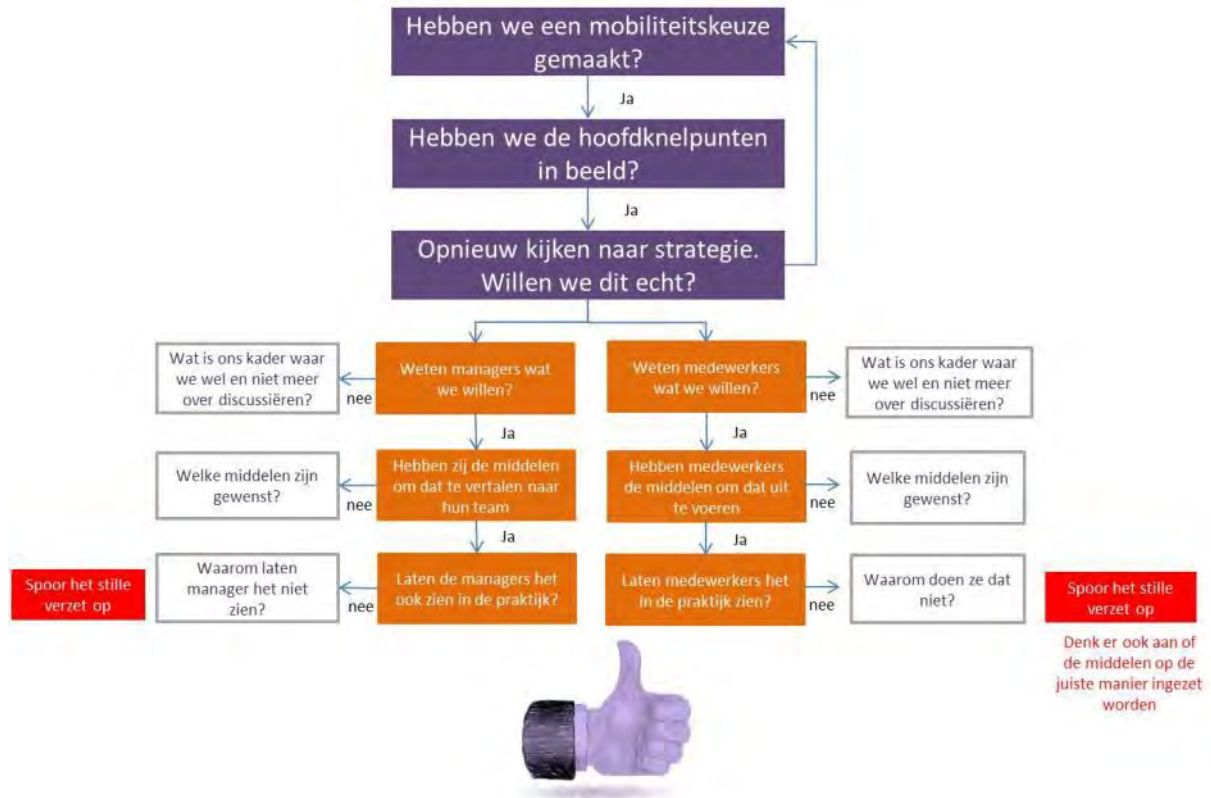 Hebben we een mobiliteitskeuze
gemaakt?
Ja
Hebben we de hoofdknelpunten
in beeld?
Ja
Opnieuw kijken naar strategie.
Willen we dit echt?
Wat is ons kader waar
we wel en niet meer
over discussiëren?
nee
Weten managers wat
we willen?
Weten medewerkers
wat we willen?
nee
Wat is ons kader waar
we wel en niet meer
over discussiëren?
Ja
Ja
Welke middelen zijn
gewenst?
nee
Hebben zij de middelen
om dat te vertalen naar
hun team
Hebben medewerkers
de middelen om dat uit
te voeren
nee
Welke middelen zijn
gewenst?
Ja
Ja
Spoor het stille
verzet op
Waarom laten
manager het niet
zien?
nee
Laten de managers het
ook zien in de praktijk?
Laten medewerkers het
in de praktijk zien?
nee
Waarom doen ze dat
niet?
Spoor het stille
verzet op
Denk er ook aan of
de middelen op de
juiste manier ingezet
worden